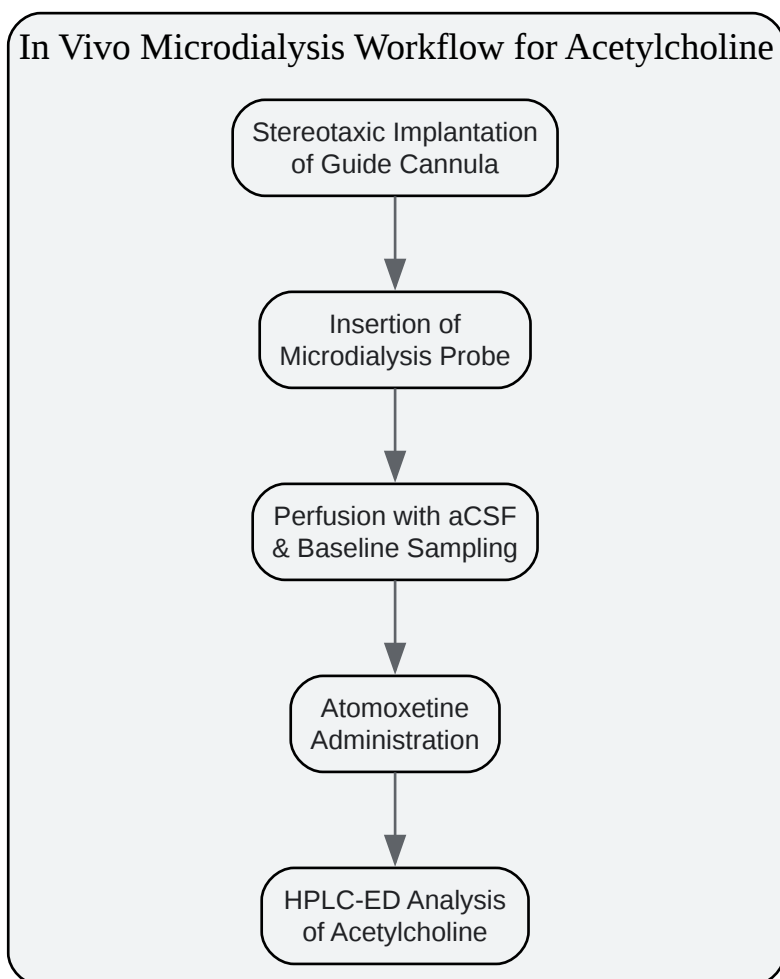 In Vivo Microdialysis Workflow for Acetylcholine
Stereotaxic Implantation
of Guide Cannula
Insertion of
Microdialysis Probe
Perfusion with aCSF
& Baseline Sampling
Atomoxetine
Administration
HPLC-ED Analysis
of Acetylcholine